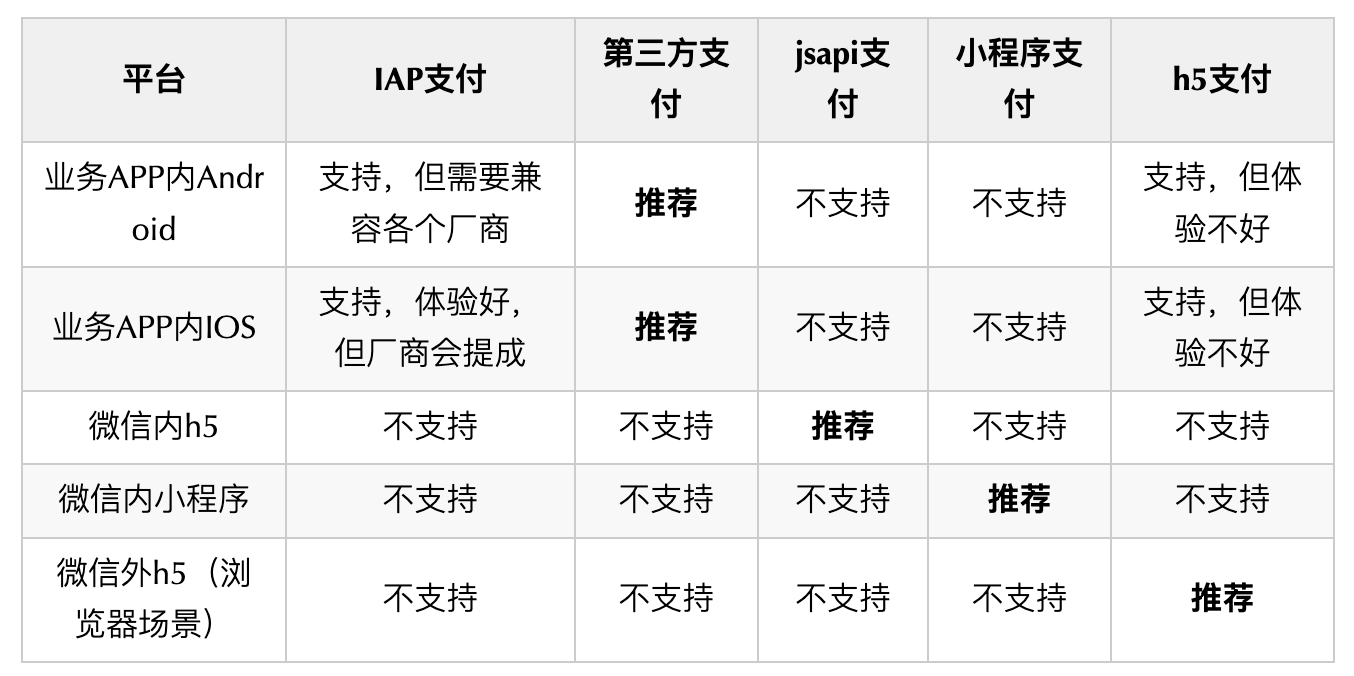 平台 IAP支付 第三方支付 jsapi支付 小程序支付 h5支付
业务APP内Android 支持，但需要兼容各个厂商 推荐 不支持 不支持 支持，但体验不好
业务APP内IOS 支持，体验好，但厂商会提成 推荐 不支持 不支持 支持，但体验不好
微信内h5 不支持 不支持 推荐 不支持 不支持
微信内小程序 不支持 不支持 不支持 推荐 不支持
微信外h5（浏览器场景） 不支持 不支持 不支持 不支持 推荐